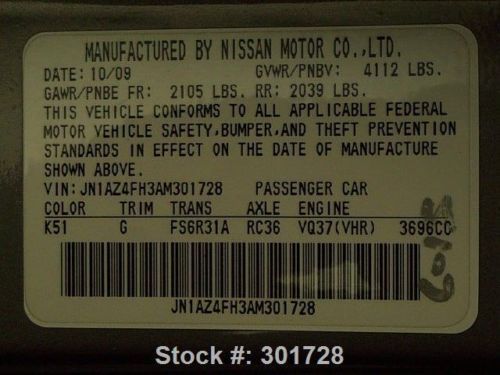 MANUFACTURED BY NISSAN MOTOR CO.,LTD.
DATE: 10/09 GVWR/PNBV: 4112 LBS.
GAWR/PNBE FR: 2105 LBS. RR: 2039 LBS.
THIS VEHICLE CONFORMS TO ALL APPLICABLE FEDERAL
MOTOR VEHICLE SAFETY,BUMPER,AND THEFT PREVENTION
STANDARDS IN EFFECT ON THE DATE OF MANUFACTURE
SHOWN ABOVE.
VIN: JN1AZ4FH3AM301728 PASSENGER CAR
COLOR TRIM TRANS AXLE ENGINE
K51 G FS6R31A RC36 VQ37(VHR) 3696CC
JN1AZ4FH3AM301728
Stock #: 301728